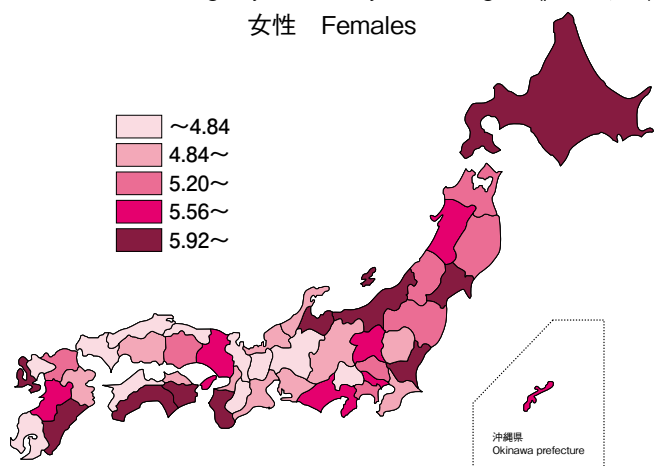 女性 Females
～4.84
4.84～
5.20～
5.56～
5.92～
沖縄県
Okinawa prefecture